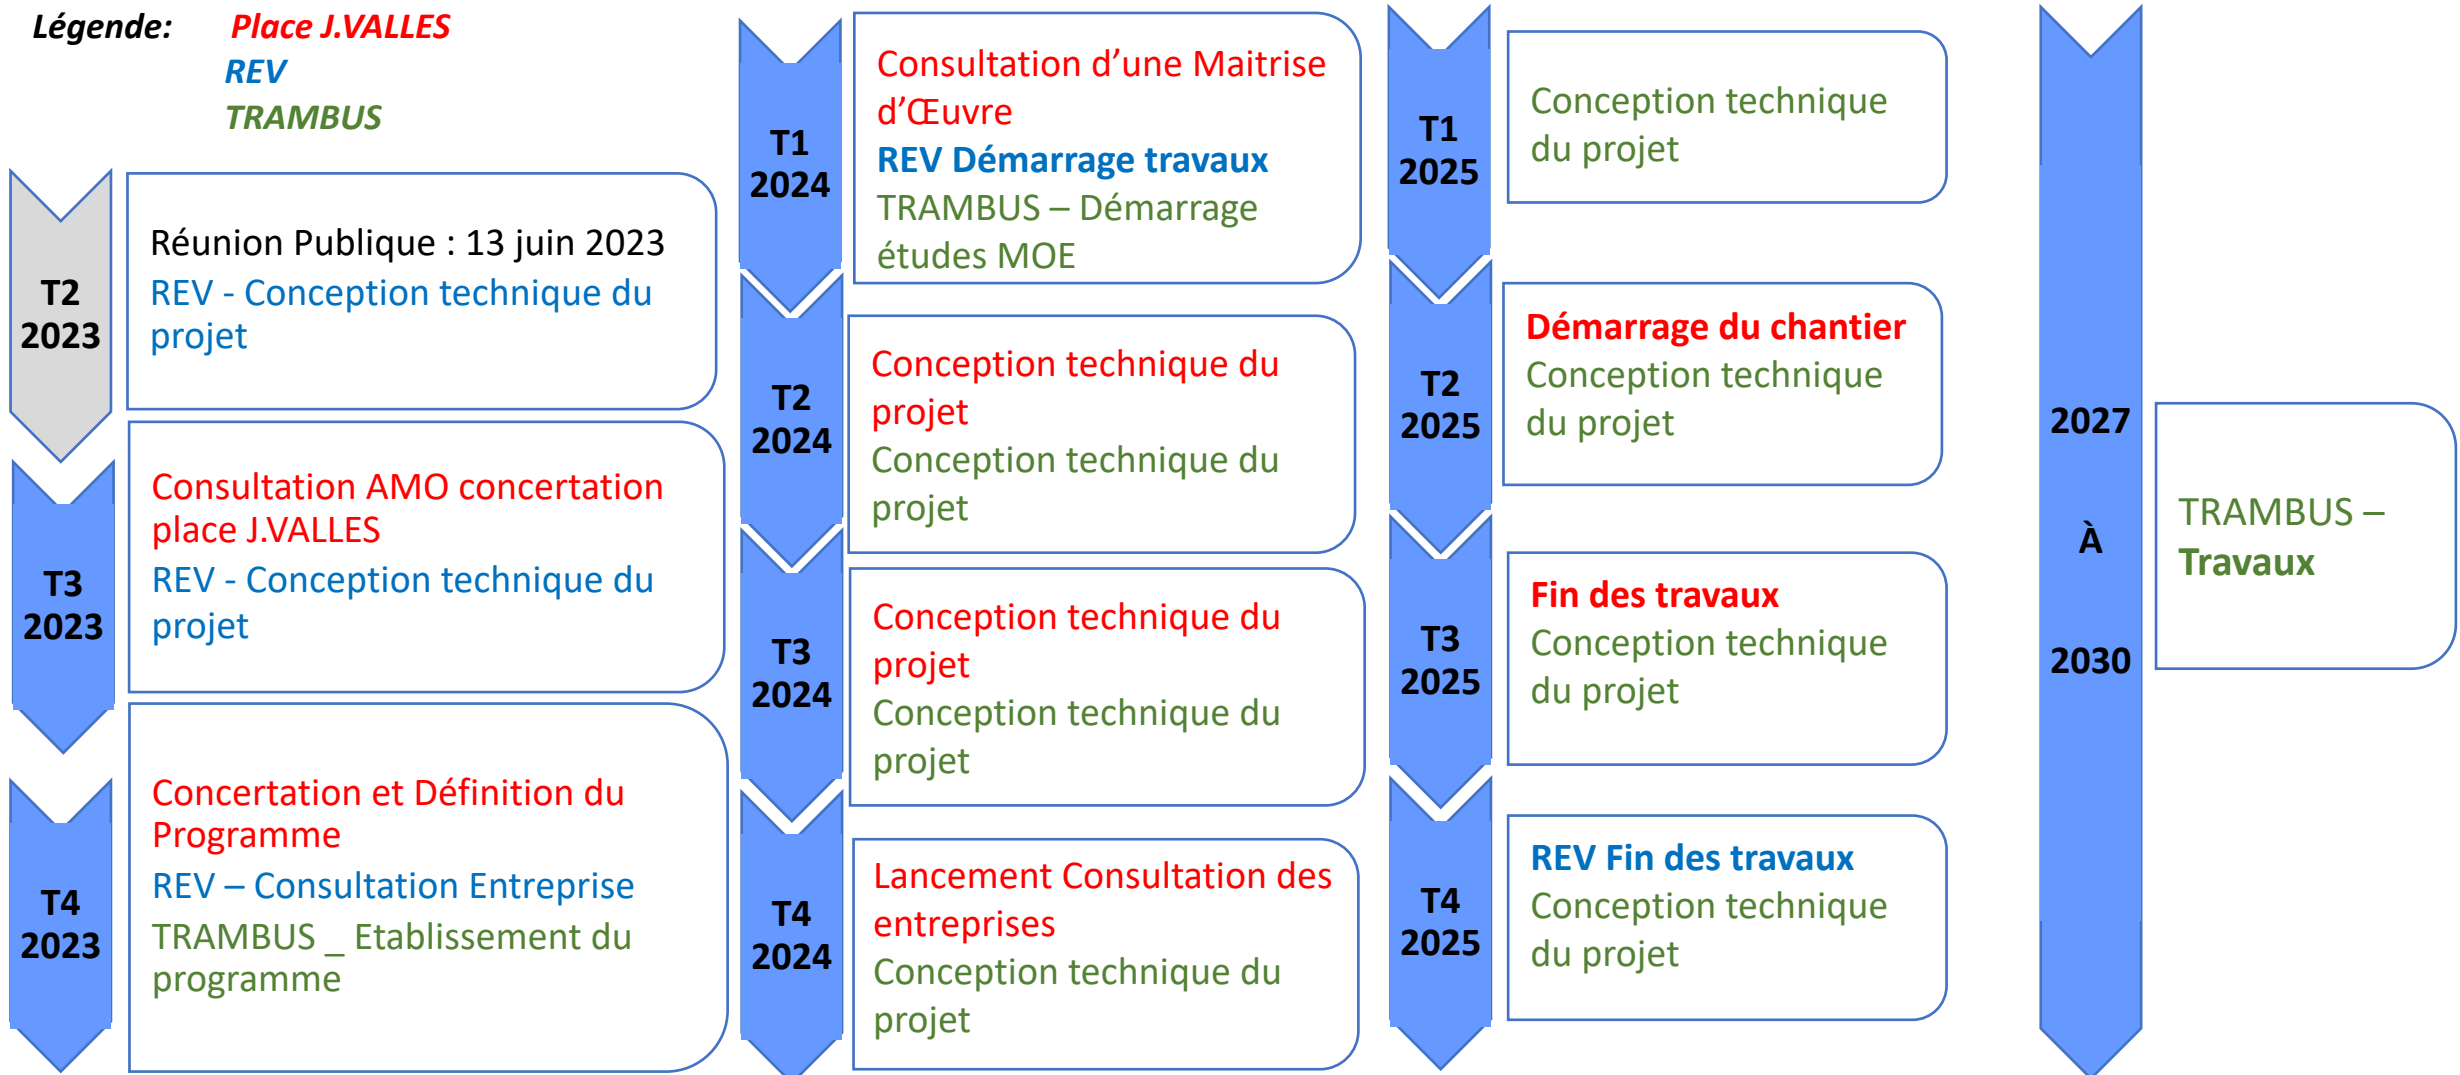 Légende:
Place J.VALLES
REV
TRAMBUS
T2
2023
Réunion Publique : 13 juin 2023
REV - Conception technique du
projet
T3
2023
Consultation AMO concertation
place J.VALLES
REV - Conception technique du
projet
T4
2023
Concertation et Définition du
Programme
REV – Consultation Entreprise
TRAMBUS _ Etablissement du
programme
T1
2024
Consultation d’une Maitrise
d’Œuvre
REV Démarrage travaux
TRAMBUS – Démarrage
études MOE
T2
2024
Conception technique du
projet
Conception technique du
projet
T3
2024
Conception technique du
projet
Conception technique du
projet
T4
2024
Lancement Consultation des
entreprises
Conception technique du
projet
T1
2025
Conception technique
du projet
T2
2025
Démarrage du chantier
Conception technique
du projet
T3
2025
Fin des travaux
Conception technique
du projet
T4
2025
REV Fin des travaux
Conception technique
du projet
2027
À
2030
TRAMBUS –
Travaux